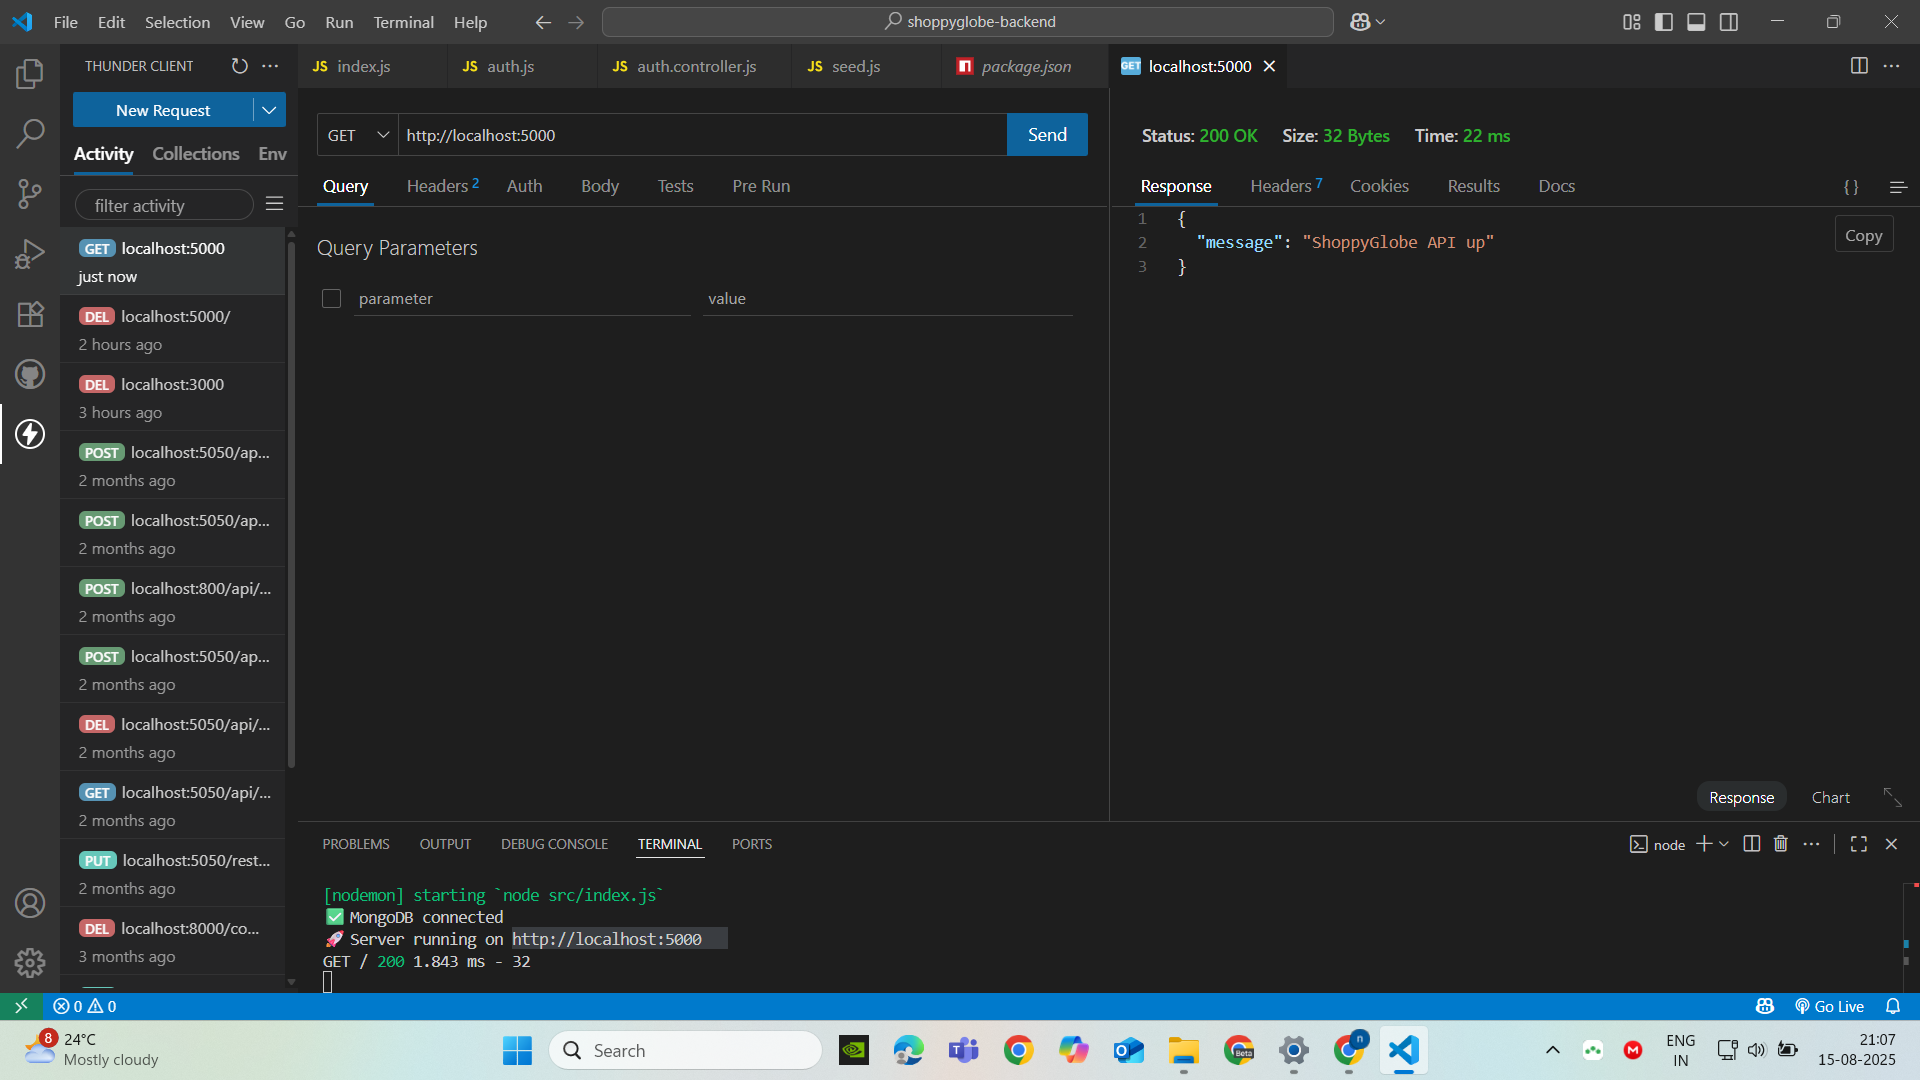 File Edit Selection View Go Run Terminal Help
shoppyglobe-backend
THUNDER CLIENT
New Request
Activity Collections Env
filter activity
GET localhost:5000
just now
DEL localhost:5000/
2 hours ago
DEL localhost:3000
3 hours ago
POST localhost:5050/ap...
2 months ago
POST localhost:5050/ap...
2 months ago
POST localhost:800/api/...
2 months ago
POST localhost:5050/ap...
2 months ago
DEL localhost:5050/api/...
2 months ago
GET localhost:5050/api/...
2 months ago
PUT localhost:5050/rest...
2 months ago
DEL localhost:8000/co...
3 months ago
JS index.js
JS auth.js
JS auth.controller.js
JS seed.js
package.json
GET localhost:5000
GET http://localhost:5000 Send
Query Headers 2 Auth Body Tests Pre Run
Query Parameters
parameter value
Status: 200 OK Size: 32 Bytes Time: 22 ms
Response Headers 7 Cookies Results Docs
{ }
1 {
2 "message": "ShoppyGlobe API up"
3 }
Copy
Response Chart
PROBLEMS OUTPUT DEBUG CONSOLE TERMINAL PORTS
node
[nodemon] starting `node src/index.js`
✅ MongoDB connected
🚀 Server running on http://localhost:5000
GET / 200 1.843 ms - 32
0 0
Go Live
8
24°C
Mostly cloudy
Search
Beta
n
ENG
IN
21:07
15-08-2025